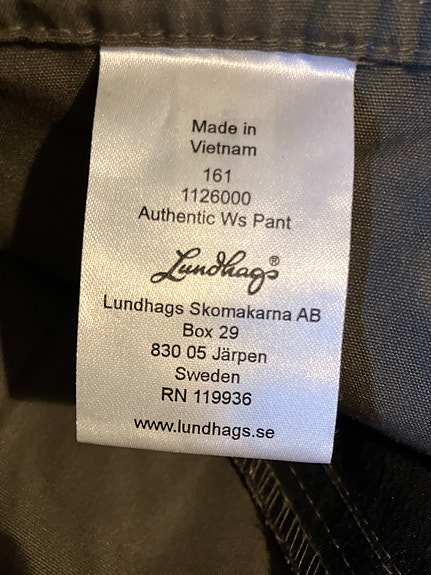 Made in
Vietnam
161
1126000
Authentic Ws Pant
Lundhags®
Lundhags Skomakarna AB
Box 29
830 05 Järpen
Sweden
RN 119936
www.lundhags.se